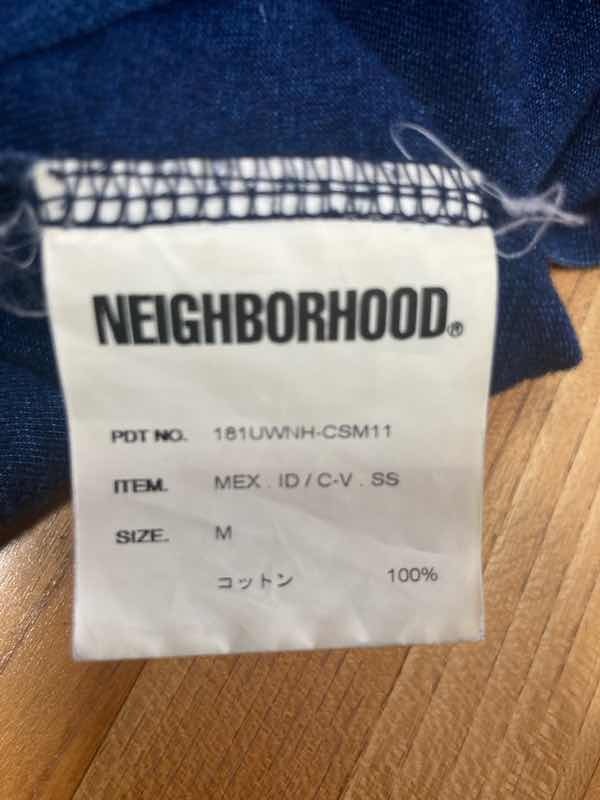 NEIGHBORHOOD®
PDT NO. 181UWNH-CSM11
ITEM. MEX . ID / C-V . SS
SIZE. M
コットン 100%